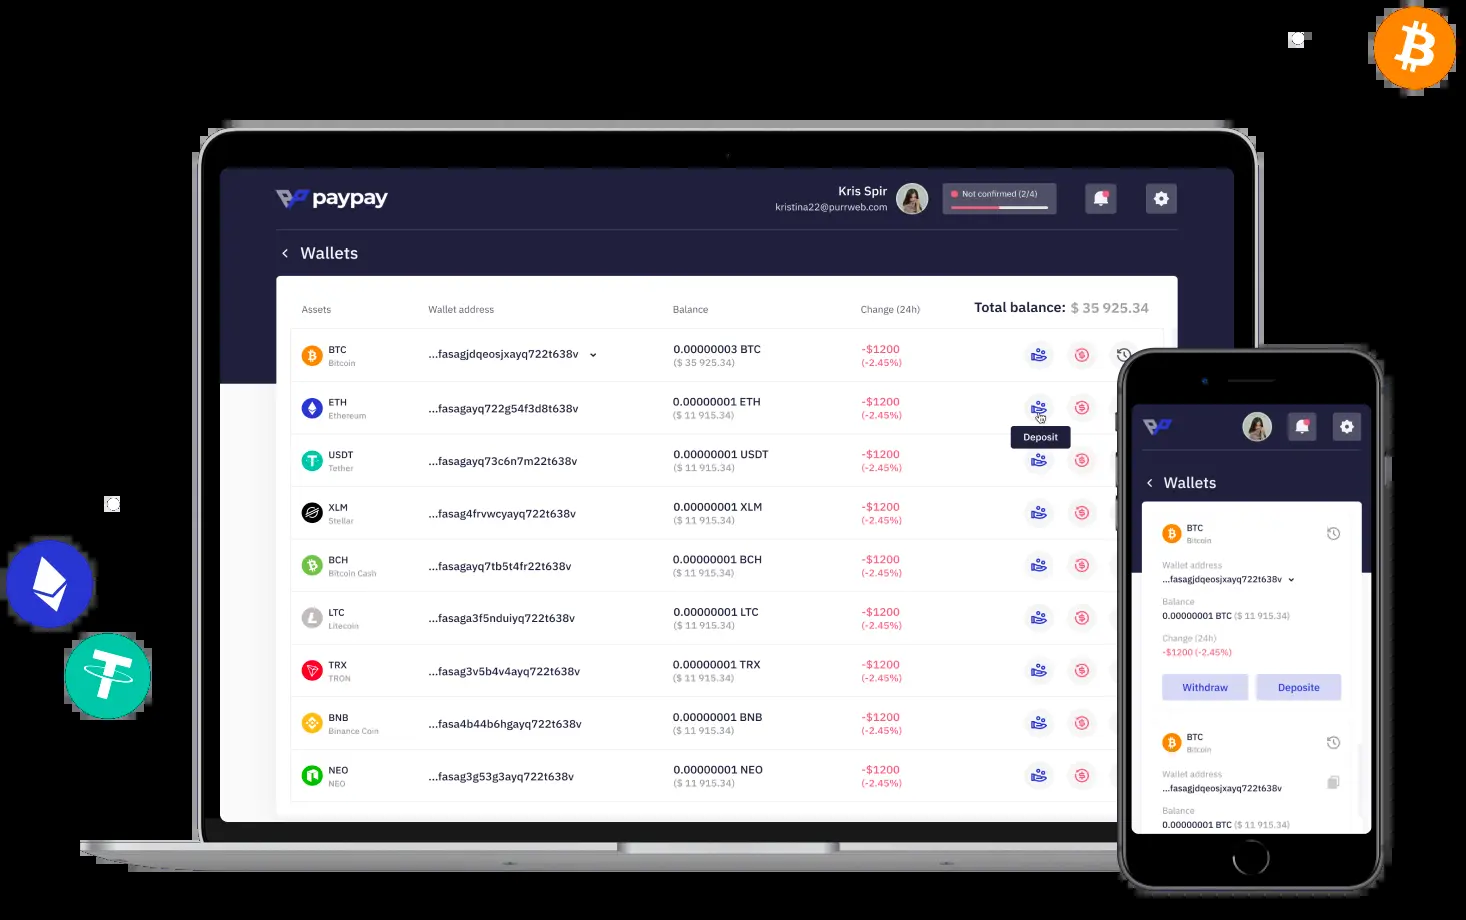 paypay
Kris Spir
kristina22@purrweb.com
Not confirmed (2/4)
Wallets
Assets Wallet address Balance Change (24h) Total balance: $ 35 925.34
BTC
Bitcoin
...fasagjdqeosjxayq722t638v
0.00000003 BTC
($ 35 925.34)
-$1200
(-2.45%)
ETH
Ethereum
...fasagayq722g54f3d8t638v
0.00000001 ETH
($ 11 915.34)
-$1200
(-2.45%)
Deposit
USDT
Tether
...fasagayq73c6n7m22t638v
0.00000001 USDT
($ 11 915.34)
-$1200
(-2.45%)
XLM
Stellar
...fasag4frvwcyayq722t638v
0.00000001 XLM
($ 11 915.34)
-$1200
(-2.45%)
BCH
Bitcoin Cash
...fasagayq7tb5t4fr22t638v
0.00000001 BCH
($ 11 915.34)
-$1200
(-2.45%)
LTC
Litecoin
...fasaga3f5nduiyq722t638v
0.00000001 LTC
($ 11 915.34)
-$1200
(-2.45%)
TRX
TRON
...fasag3v5b4v4ayq722t638v
0.00000001 TRX
($ 11 915.34)
-$1200
(-2.45%)
BNB
Binance Coin
...fasa4b44b6hgayq722t638v
0.00000001 BNB
($ 11 915.34)
-$1200
(-2.45%)
NEO
NEO
...fasag3g53g3ayq722t638v
0.00000001 NEO
($ 11 915.34)
-$1200
(-2.45%)
Wallets
BTC
Bitcoin
Wallet address
...fasagjdqeosjxayq722t638v
Balance
0.00000001 BTC ($ 11 915.34)
Change (24h)
-$1200 (-2.45%)
Withdraw Deposite
BTC
Bitcoin
Wallet address
...fasagjdqeosjxayq722t638v
Balance
0.00000001 BTC ($ 11 915.34)